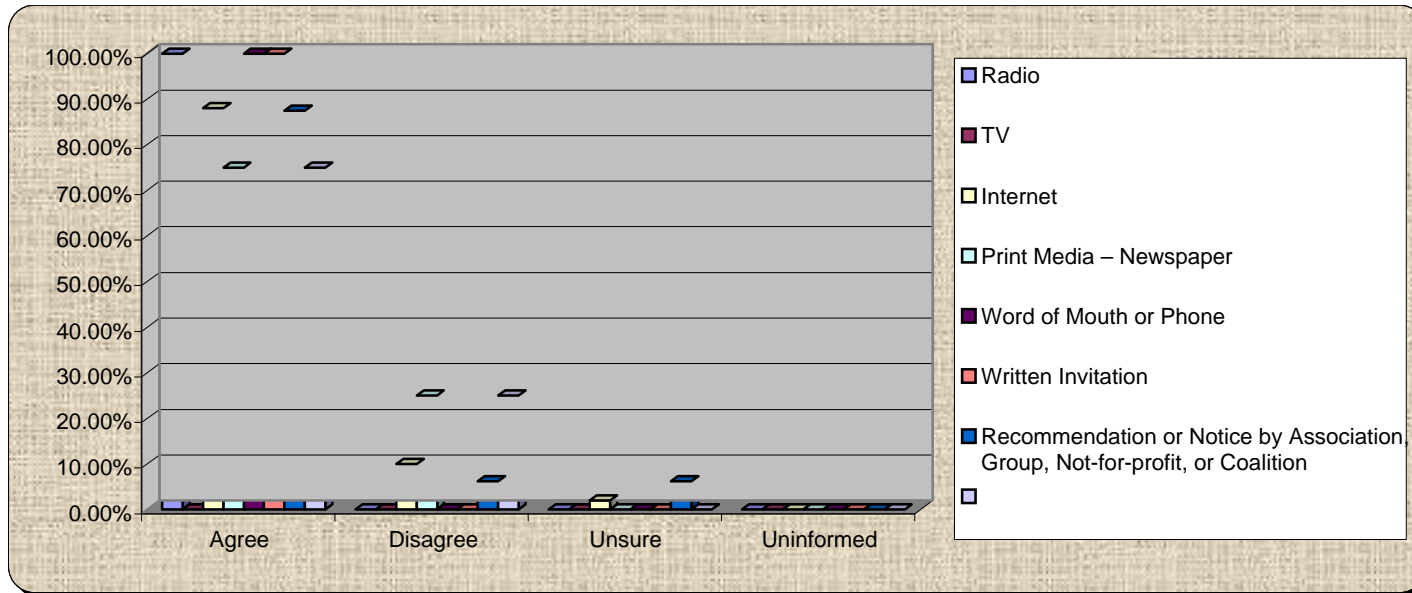 100.00%
90.00%
80.00%
70.00%
60.00%
50.00%
40.00%
30.00%
20.00%
10.00%
0.00%
Agree Disagree Unsure Uninformed
Radio
TV
Internet
Print Media – Newspaper
Word of Mouth or Phone
Written Invitation
Recommendation or Notice by Association,
Group, Not-for-profit, or Coalition